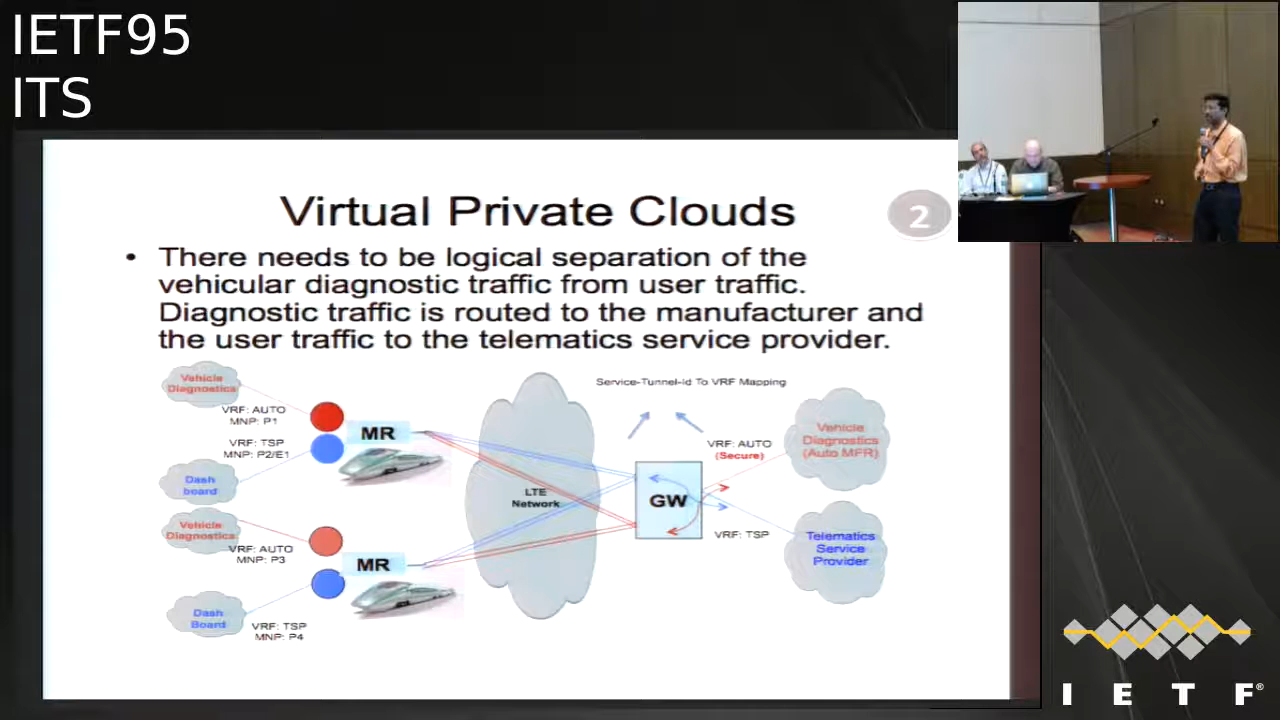 IETF95
ITS
Virtual Private Clouds
2
• There needs to be logical separation of the
vehicular diagnostic traffic from user traffic.
Diagnostic traffic is routed to the manufacturer and
the user traffic to the telematics service provider.
Service-Tunnel-Id To VRF Mapping
Vehicle
Diagnostics
VRF: AUTO
MNP: P1
MR
VRF: TSP
MNP: P2/E1
Dash
board
Vehicle
Diagnostics
VRF: AUTO
MNP: P3
MR
Dash
Board
VRF: TSP
MNP: P4
LTE
Network
GW
VRF: AUTO
(Secure)
VRF: TSP
Vehicle
Diagnostics
(Auto MFR)
Telematics
Service
Provider
I E T F®